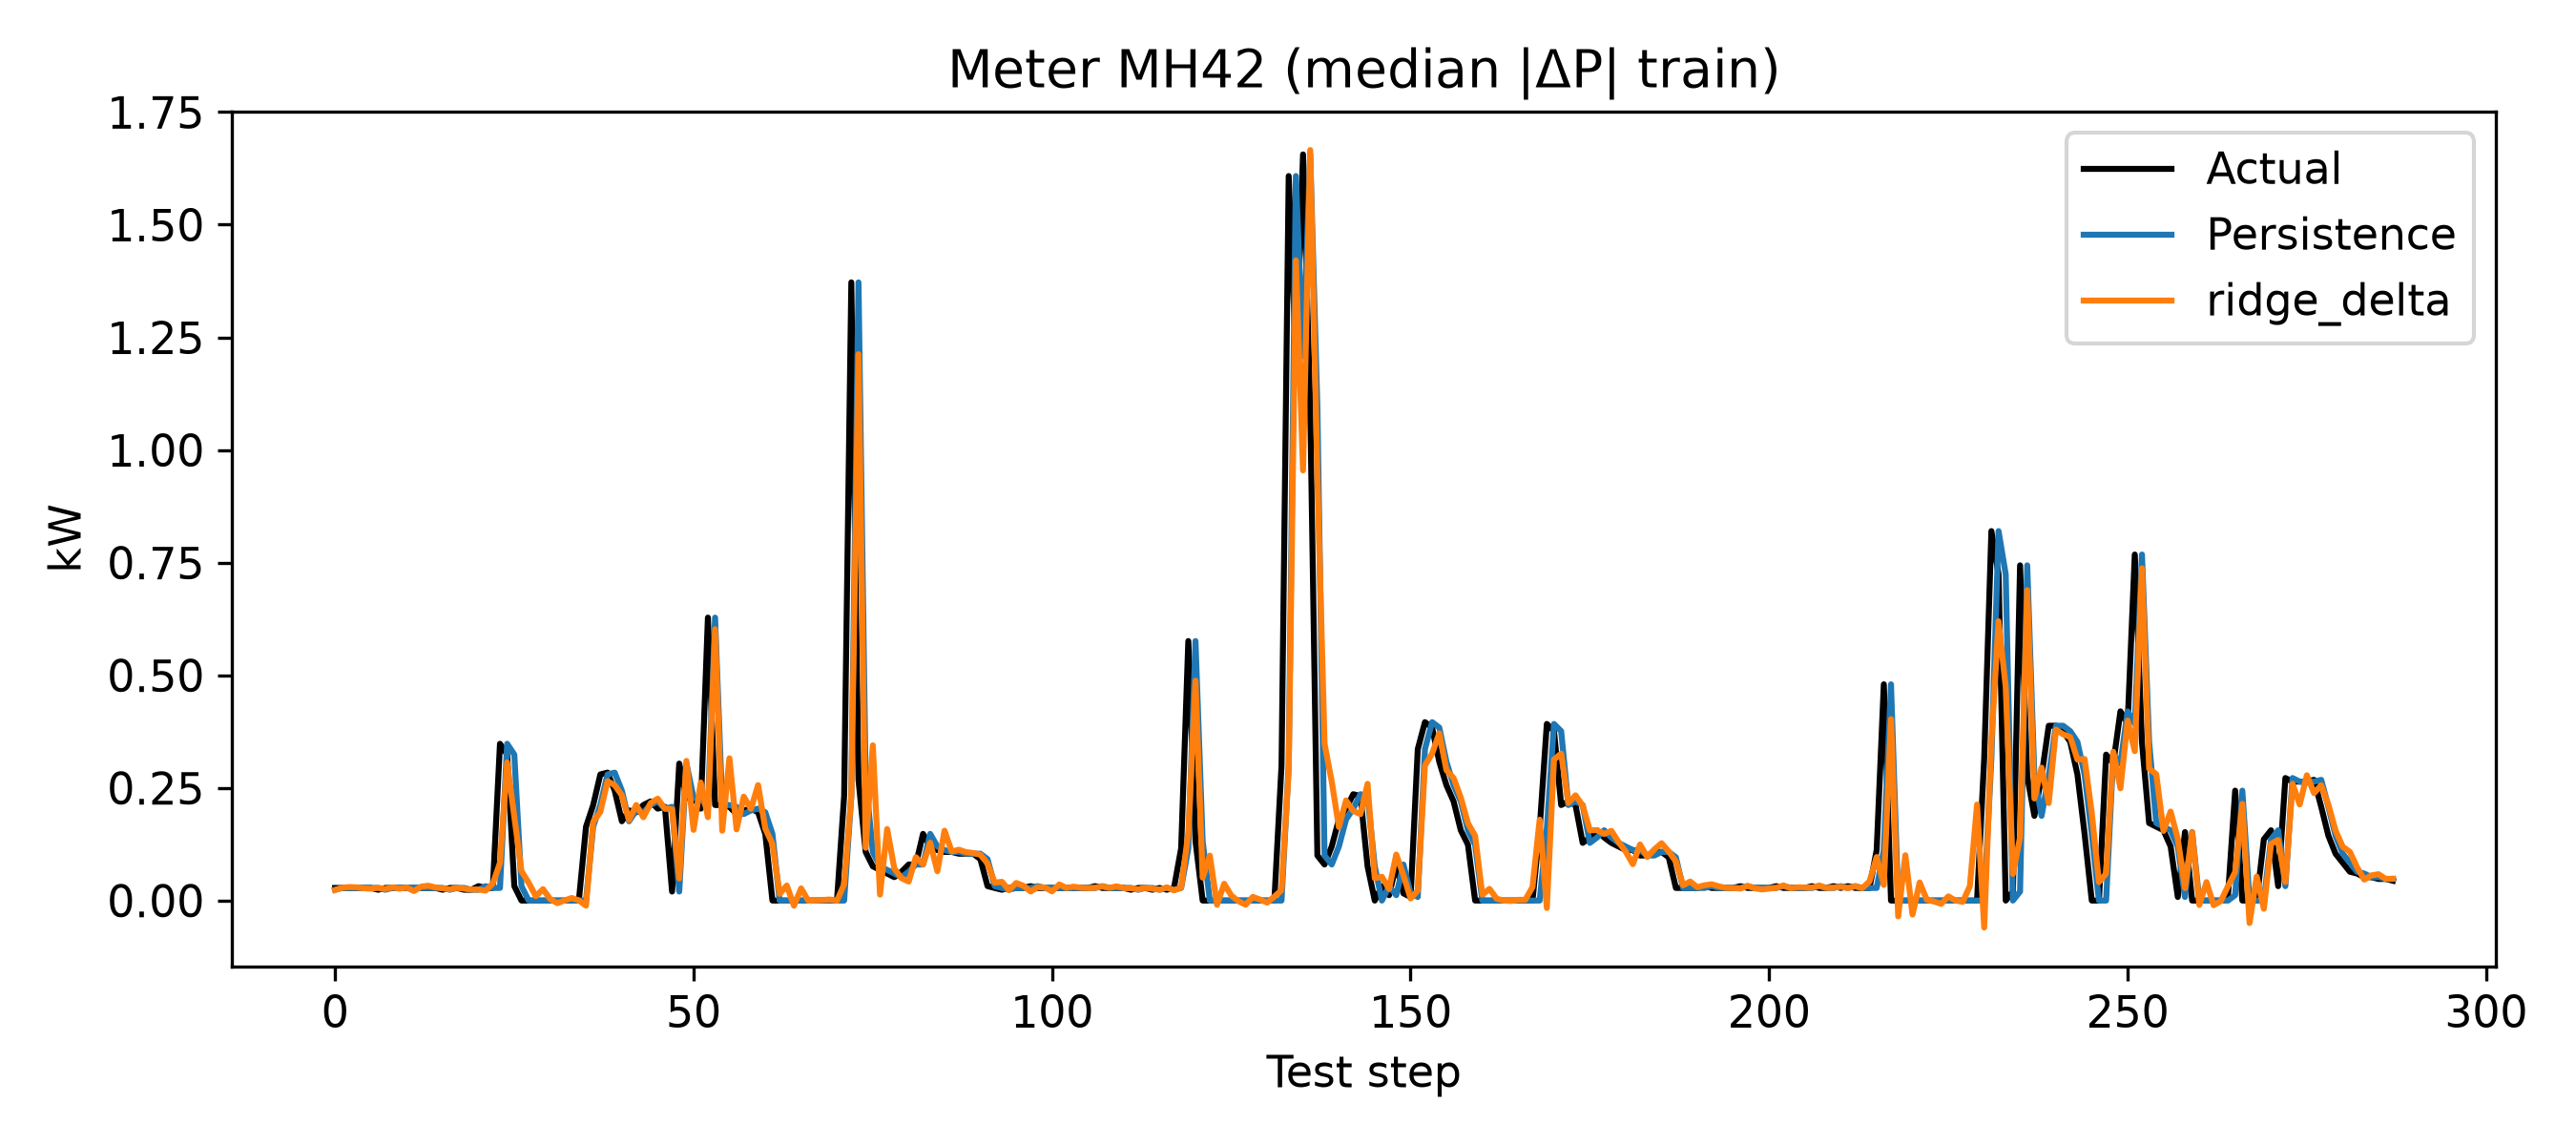 Meter MH42 (median |ΔP| train)
1.75
1.50
1.25
1.00
0.75
0.50
0.25
0.00
kW
Actual
Persistence
ridge_delta
0 50 100 150 200 250 300
Test step